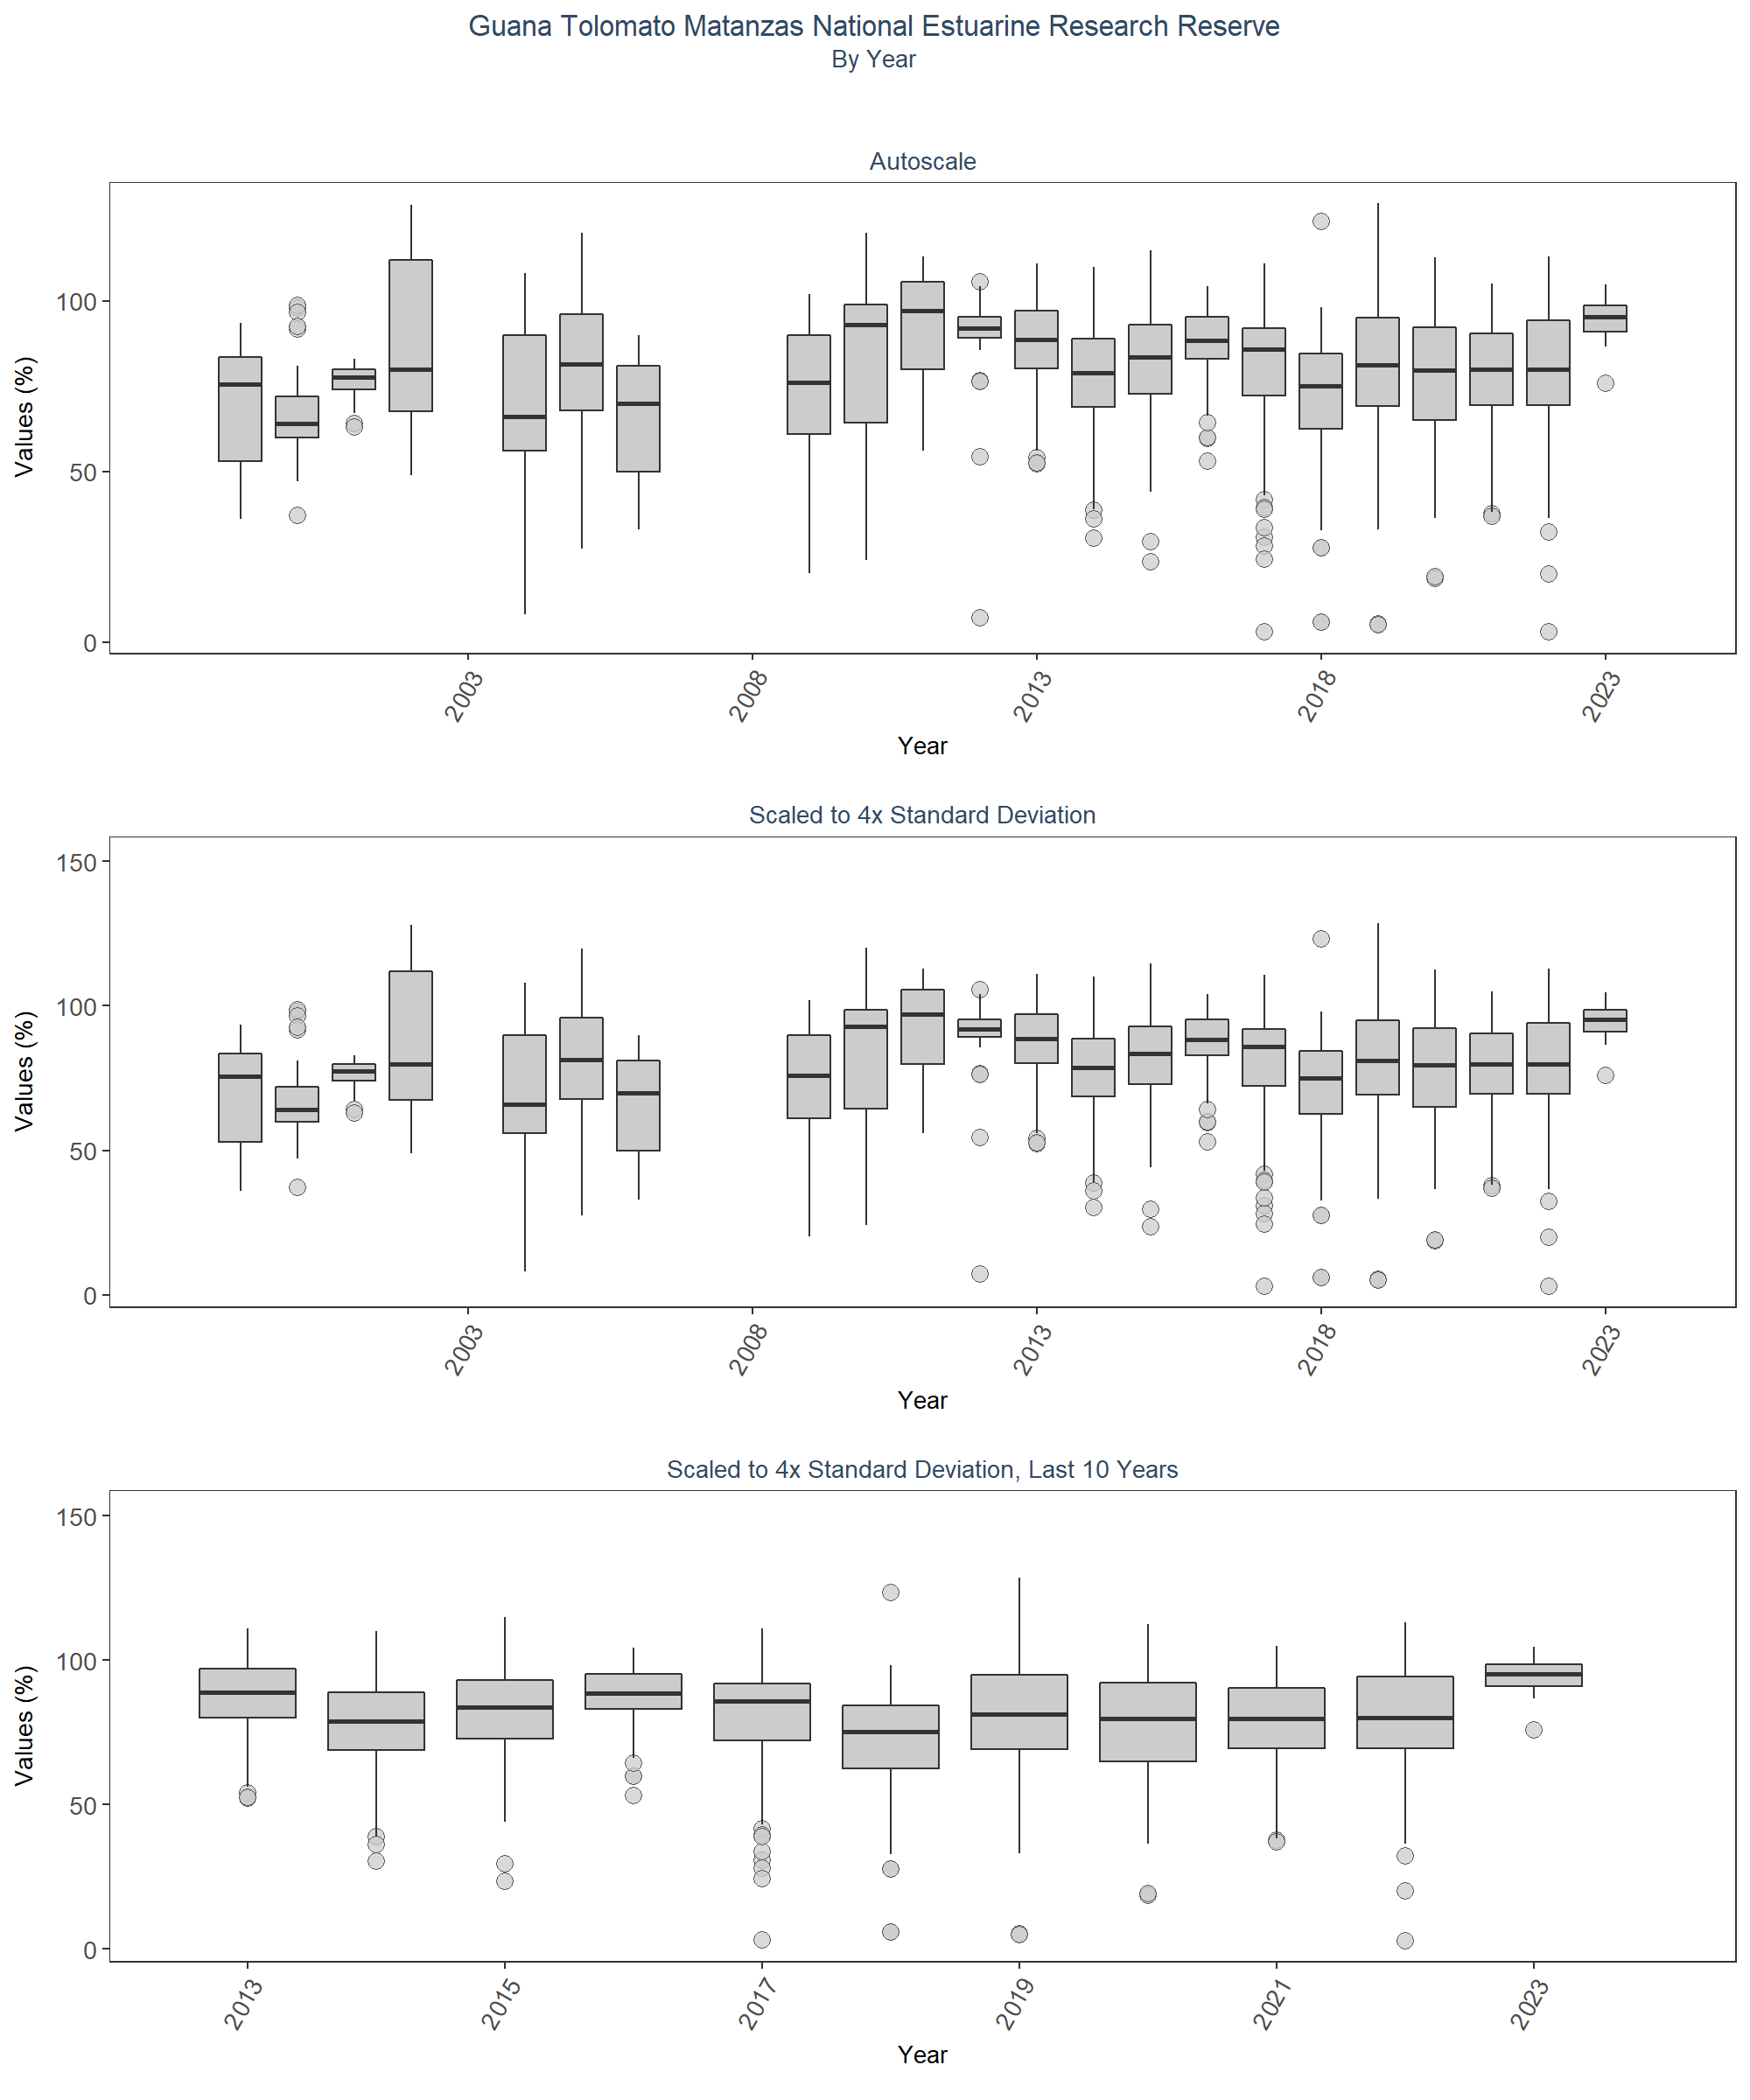 Guana Tolomato Matanzas National Estuarine Research Reserve
By Year
Autoscale
Values (%)
100
50
0
2003
2008
2013
2018
2023
Year
Scaled to 4x Standard Deviation
Values (%)
150
100
50
0
2003
2008
2013
2018
2023
Year
Scaled to 4x Standard Deviation, Last 10 Years
Values (%)
150
100
50
0
2013
2015
2017
2019
2021
2023
Year